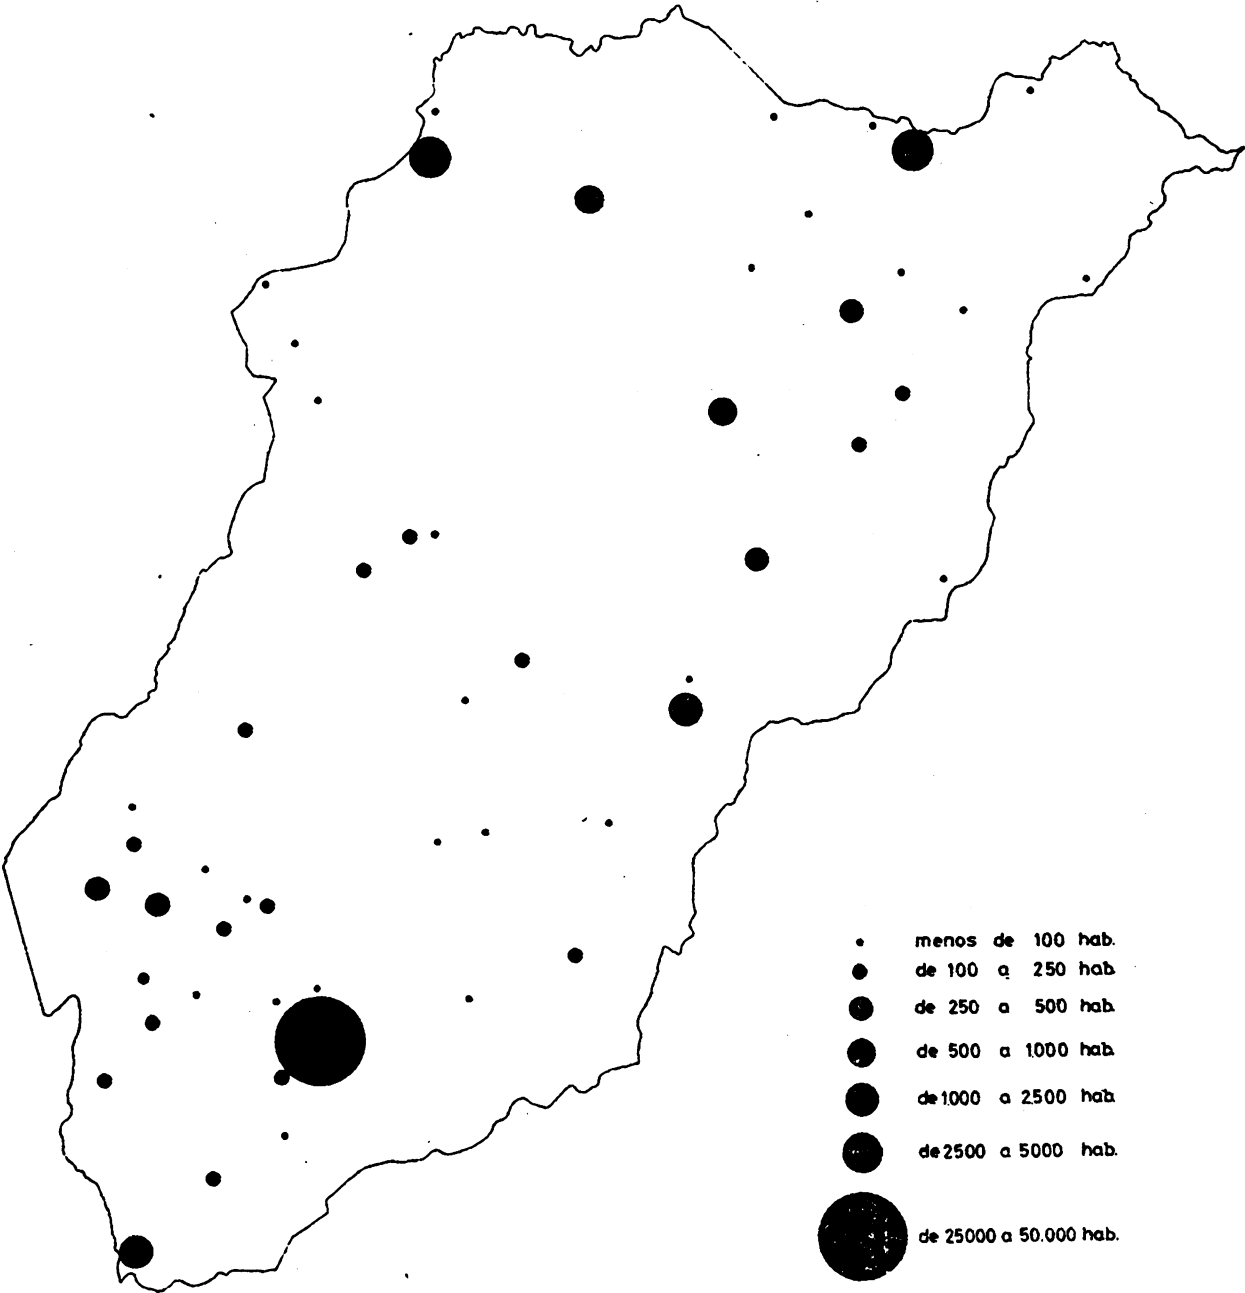 menos de 100 hab.
de 100 a 250 hab.
de 250 a 500 hab.
de 500 a 1.000 hab.
de 1.000 a 2.500 hab.
de 2500 a 5000 hab.
de 25000 a 50.000 hab.